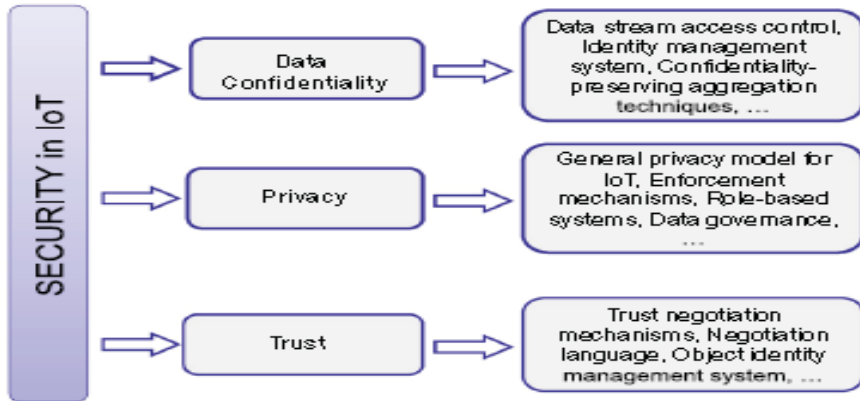 SECURITY in IoT
Data
Confidentiality
Data stream access control,
Identity management
system, Confidentiality-
preserving aggregation
techniques, ...
Privacy
General privacy model for
IoT, Enforcement
mechanisms, Role-based
systems, Data governance,
...
Trust
Trust negotiation
mechanisms, Negotiation
language, Object identity
management system, ...